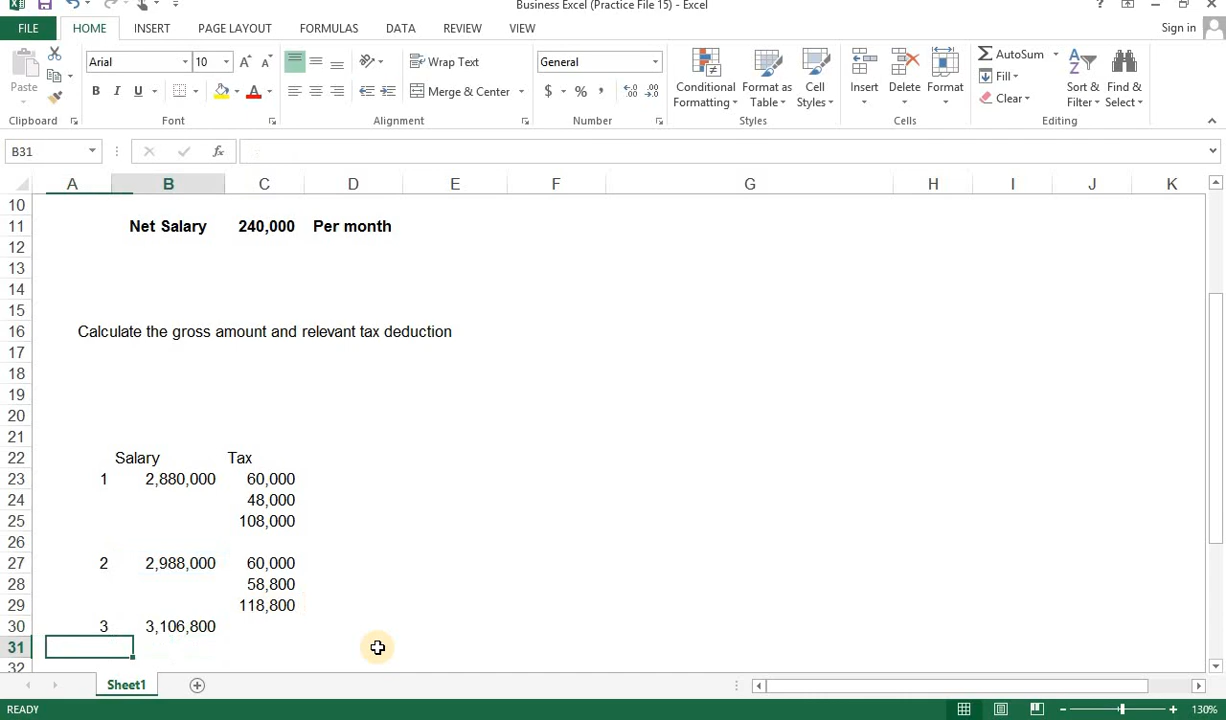 Business Excel (Practice File 15) - Excel
?
FILE HOME INSERT PAGE LAYOUT FORMULAS DATA REVIEW VIEW Sign in
Paste
Arial 10
B I U
A
Wrap Text
Merge & Center
General
$ % ,
Conditional Formatting
Format as Table
Cell Styles
Insert Delete Format
AutoSum
Fill
Clear
Sort & Filter
Find & Select
Clipboard Font Alignment Number Styles Cells Editing
B31 fx
A B C D E F G H I J K
10
11 Net Salary 240,000 Per month
12
13
14
15
16 Calculate the gross amount and relevant tax deduction
17
18
19
20
21
22 Salary Tax
23 1 2,880,000 60,000
24 48,000
25 108,000
26
27 2 2,988,000 60,000
28 58,800
29 118,800
30 3 3,106,800
31
32
Sheet1
READY 130%